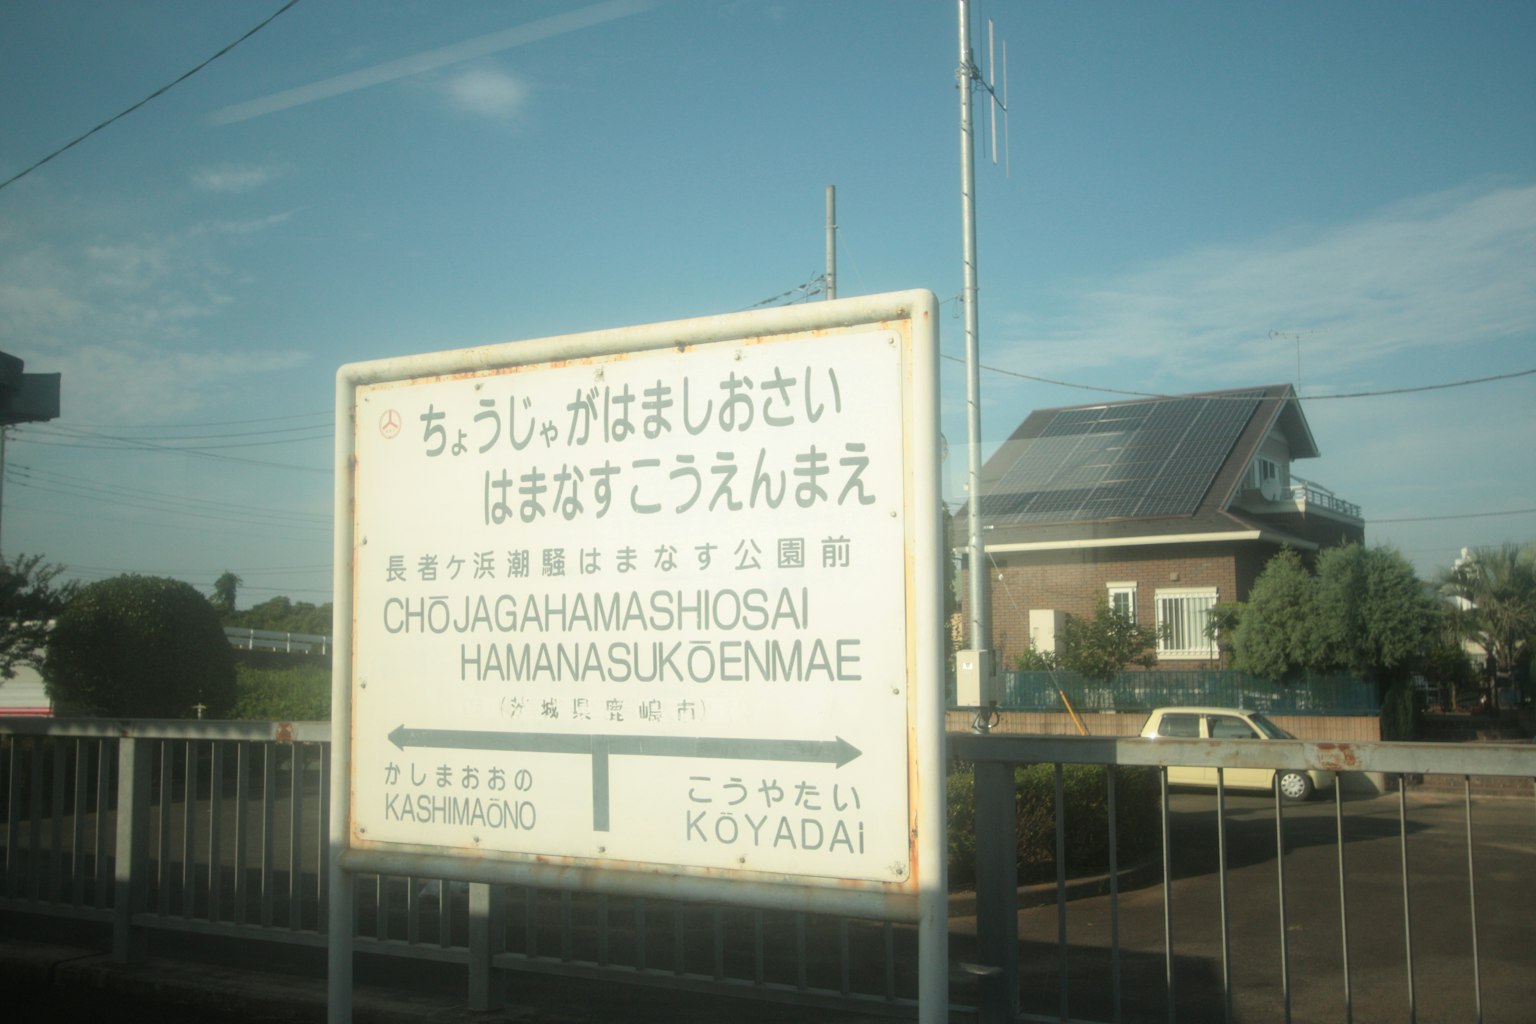 ちょうじゃがはましおさい
はまなすこうえんまえ
長者ケ浜潮騒はまなす公園前
CHŌJAGAHAMASHIOSAI
HAMANASUKŌENMAE
(茨城県鹿嶋市)
かしまおおの
KASHIMAŌNO
こうやたい
KŌYADAi